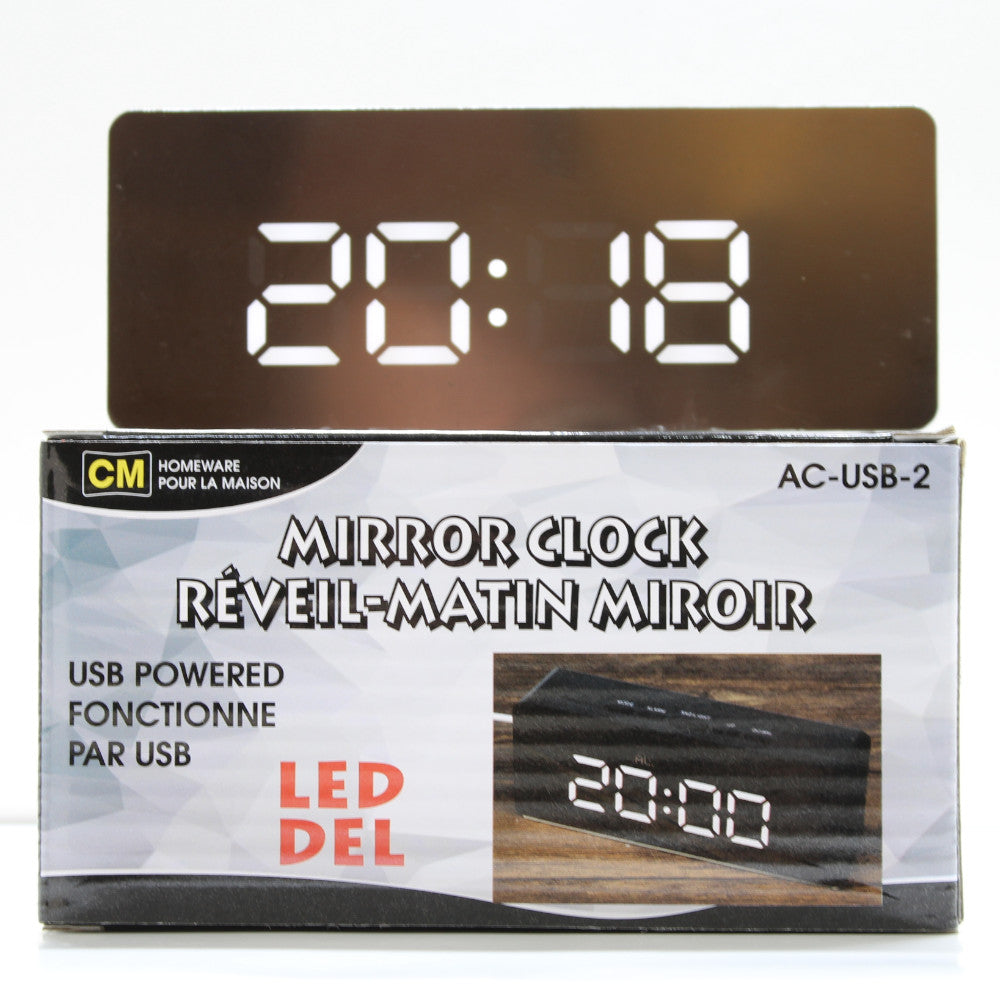 20:18
CM
HOMEWARE
POUR LA MAISON
AC-USB-2
MIRROR CLOCK
RÉVEIL-MATIN MIROIR
USB POWERED
FONCTIONNE
PAR USB
LED
DEL
AL
20:00